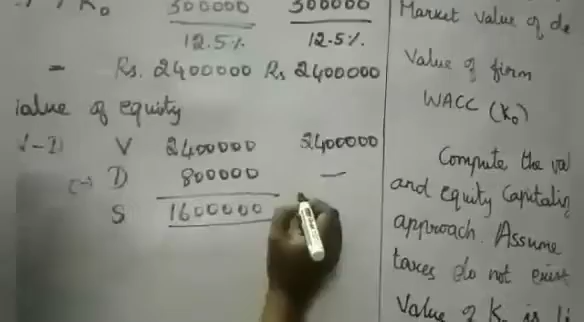 K₀ 300000 300000
12.5% 12.5%
= Rs. 2400000 Rs 2400000
value of equity
V-D V 2400000 2400000
(-) D 800000 —
S 1600000
Market value of de
Value of firm
WACC (K₀)
Compute the val
and equity Capitaliz
approach. Assume
taxes do not exist
Value of K